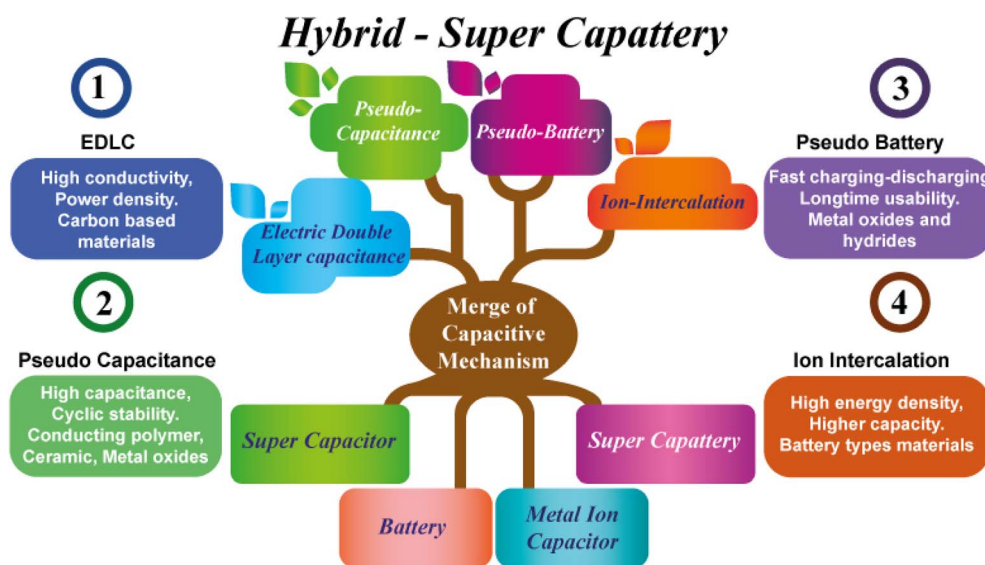 Hybrid - Super Capattery
1
EDLC
High conductivity,
Power density.
Carbon based
materials
2
Pseudo Capacitance
High capacitance,
Cyclic stability.
Conducting polymer,
Ceramic, Metal oxides
Pseudo-
Capacitance
Pseudo-Battery
Ion-Intercalation
Electric Double
Layer capacitance
Merge of
Capacitive
Mechanism
Super Capacitor
Super Capattery
Battery
Metal Ion
Capacitor
3
Pseudo Battery
Fast charging-discharging
Longtime usability.
Metal oxides and
hydrides
4
Ion Intercalation
High energy density,
Higher capacity.
Battery types materials